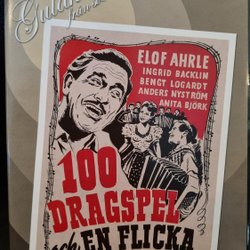 ELOF AHRLE
INGRID BACKLIN
BENGT LOGARDT
ANDERS NYSTRÖM
ANITA BJÖRK
100
DRAGSPEL
och EN FLICKA